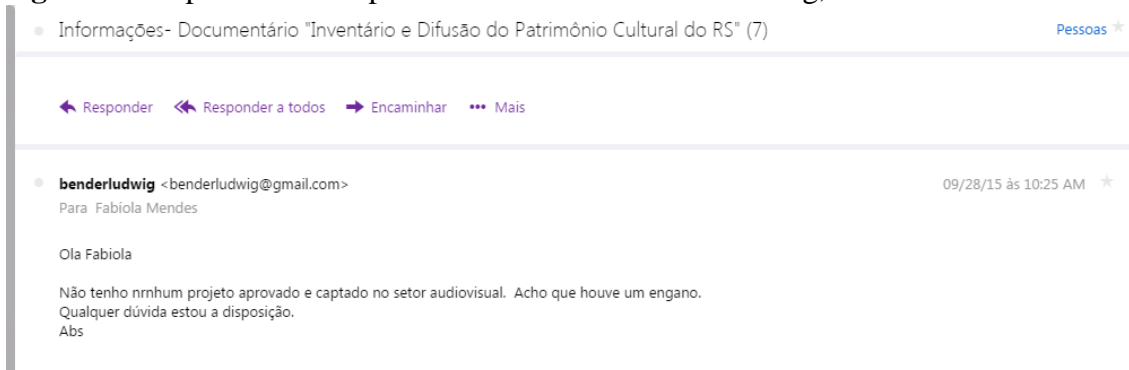 Informações- Documentário "Inventário e Difusão do Patrimônio Cultural do RS" (7) Pessoas
Responder Responder a todos Encaminhar Mais
benderludwig <benderludwig@gmail.com> 09/28/15 às 10:25 AM
Para Fabiola Mendes
Ola Fabiola
Não tenho nrnhum projeto aprovado e captado no setor audiovisual. Acho que houve um engano.
Qualquer dúvida estou a disposição.
Abs